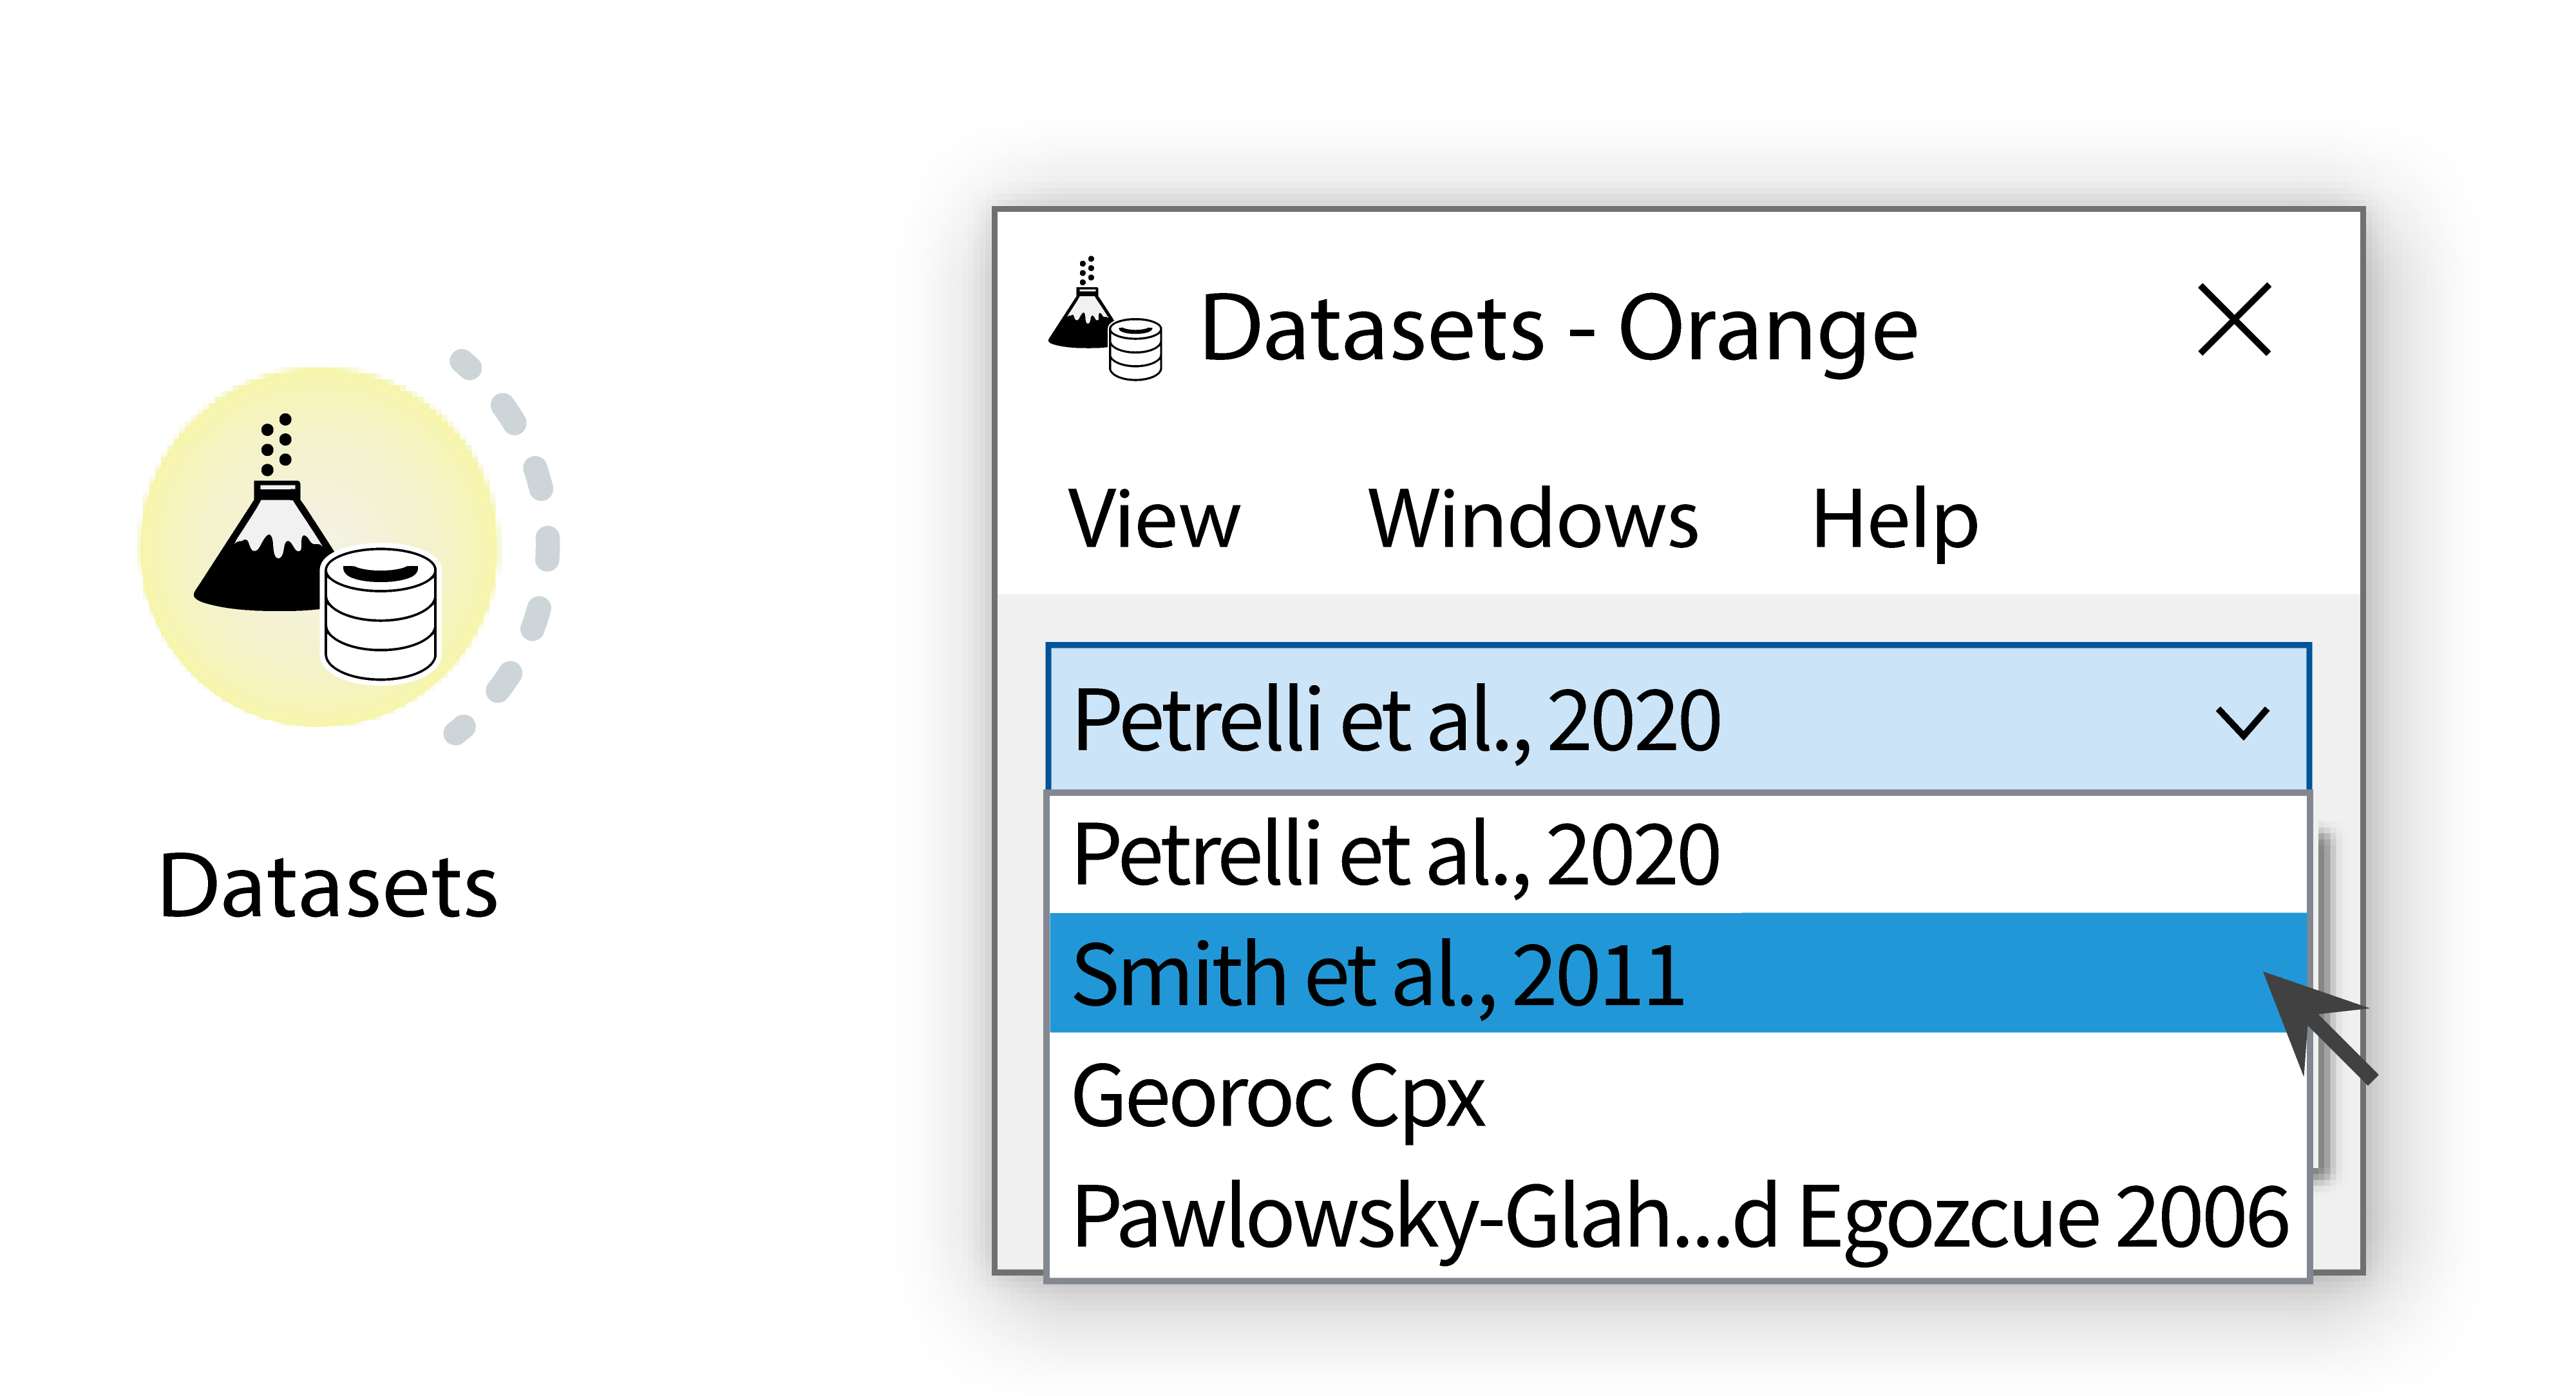 Datasets
Datasets - Orange
View Windows Help
Petrelli et al., 2020
Petrelli et al., 2020
Smith et al., 2011
Georoc Cpx
Pawlowsky-Glah...d Egozcue 2006